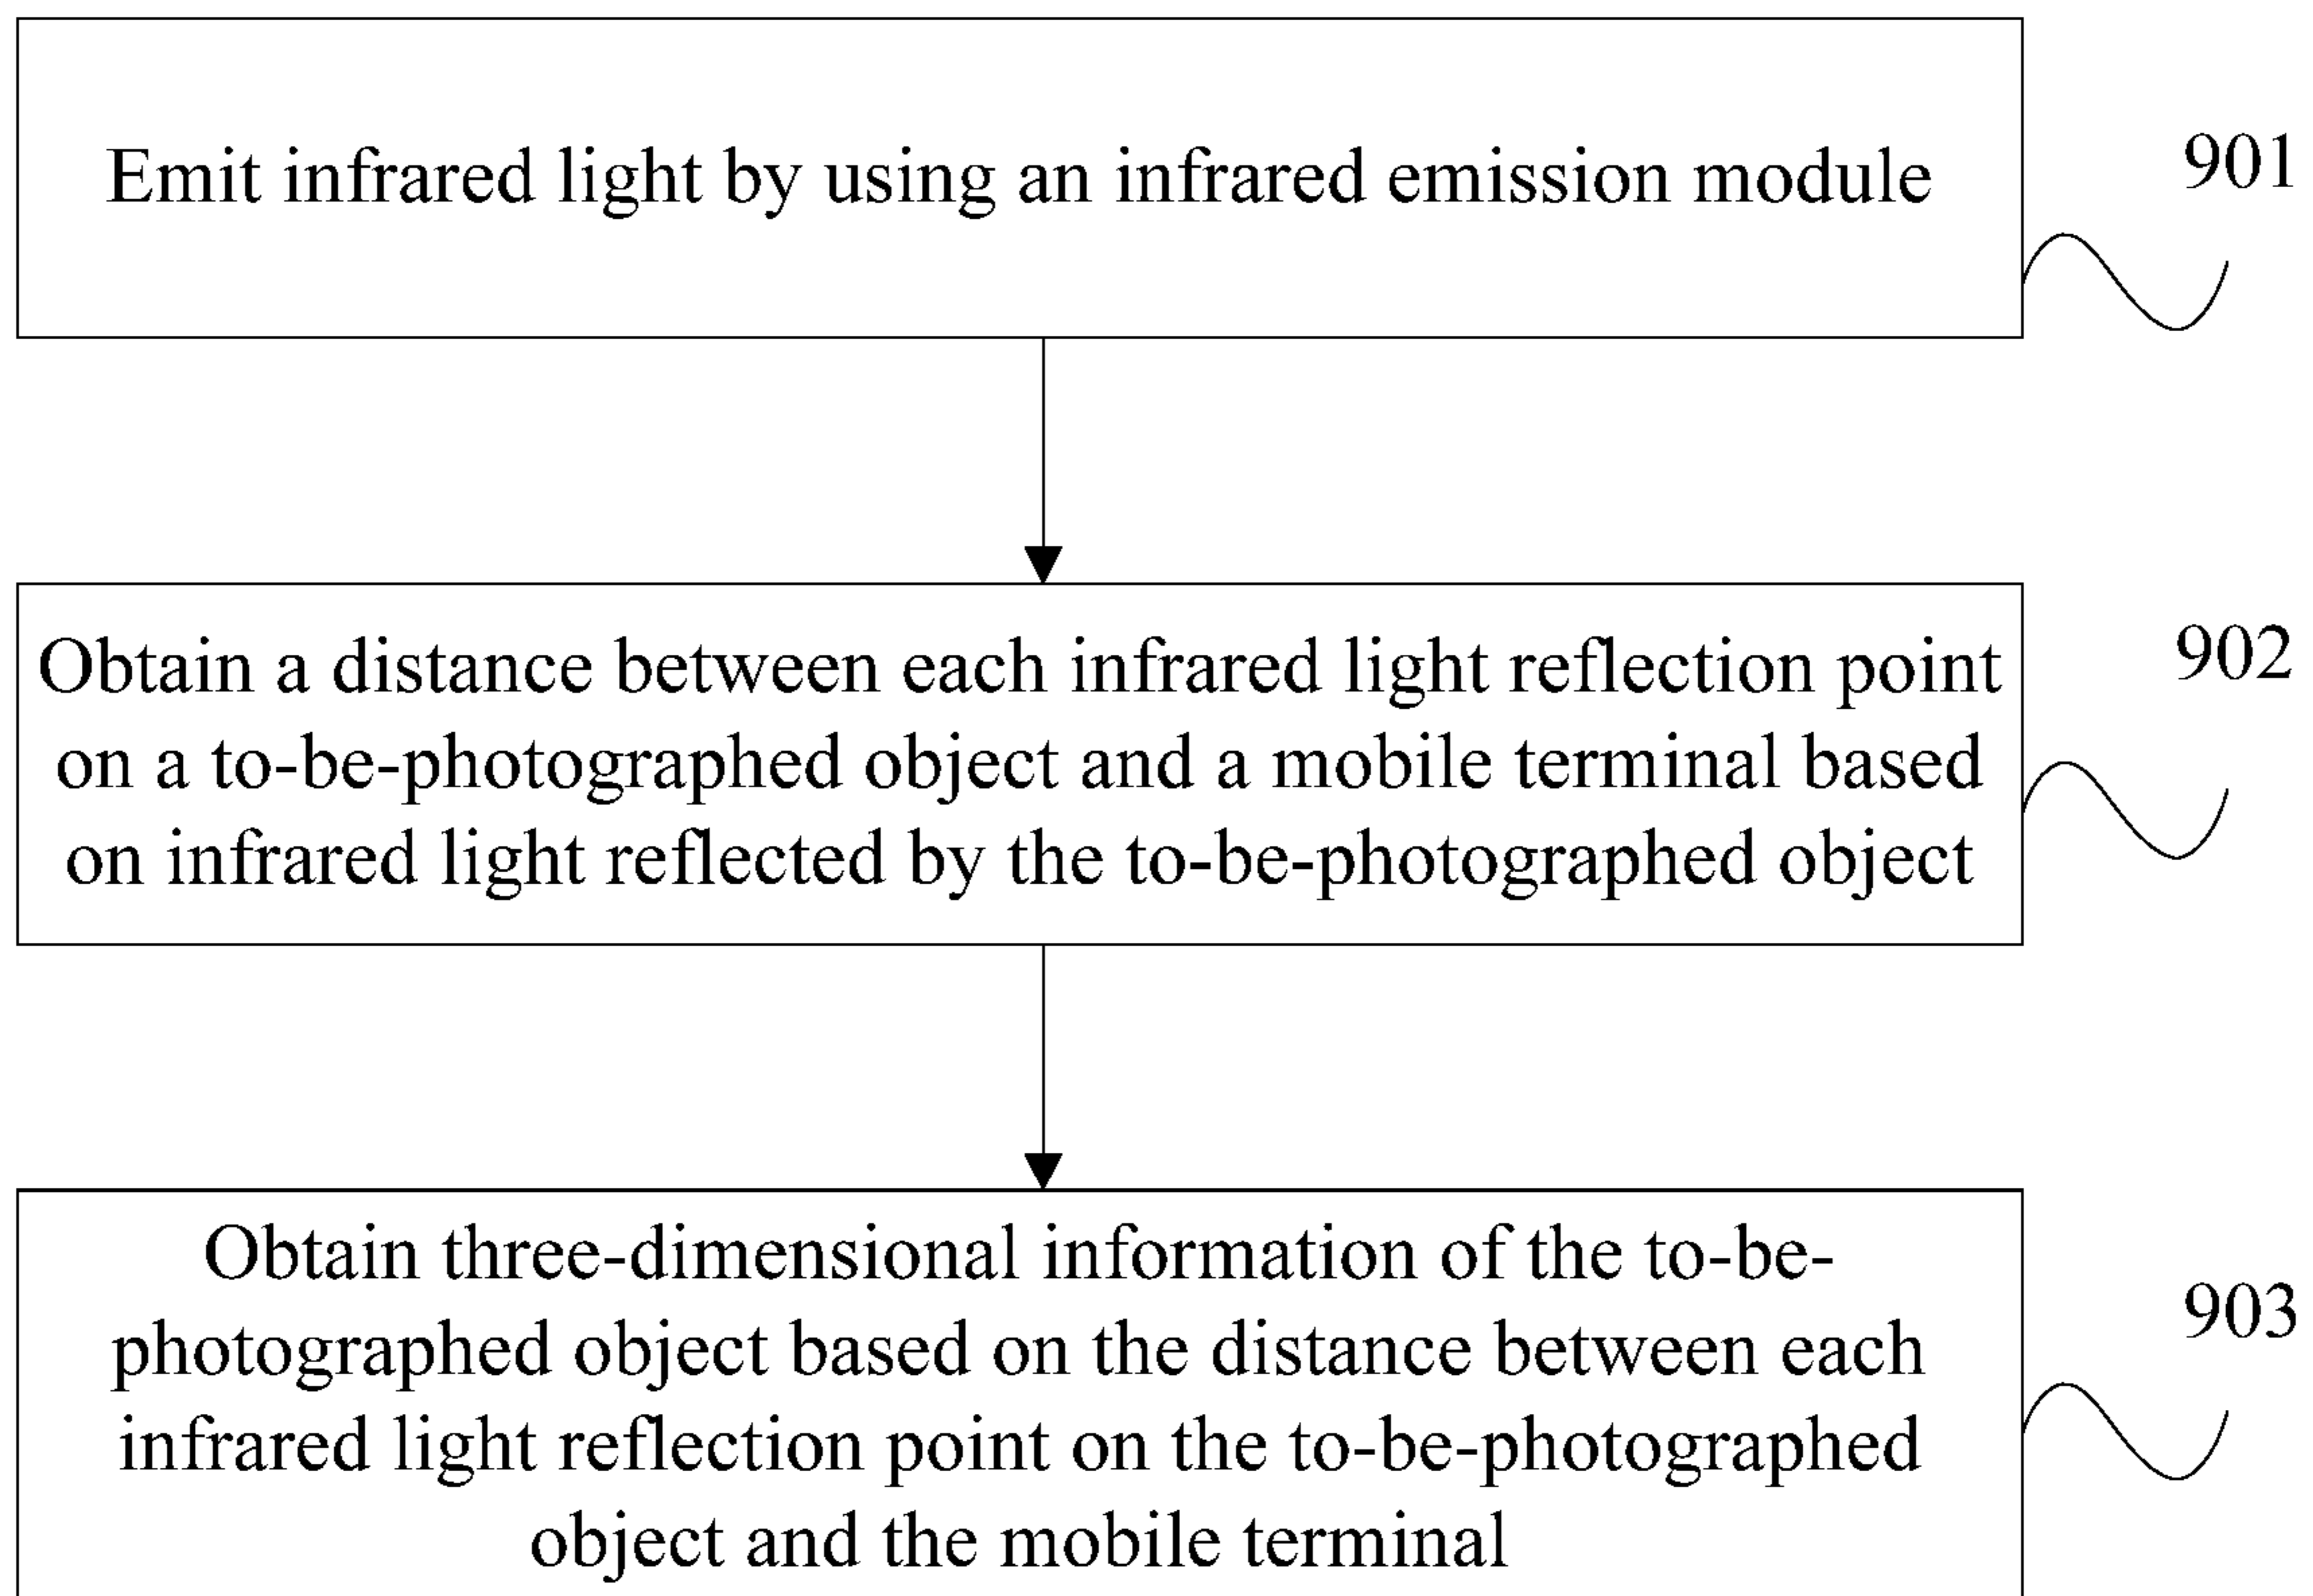 Emit infrared light by using an infrared emission module
901
Obtain a distance between each infrared light reflection point
on a to-be-photographed object and a mobile terminal based
on infrared light reflected by the to-be-photographed object
902
Obtain three-dimensional information of the to-be-
photographed object based on the distance between each
infrared light reflection point on the to-be-photographed
object and the mobile terminal
903